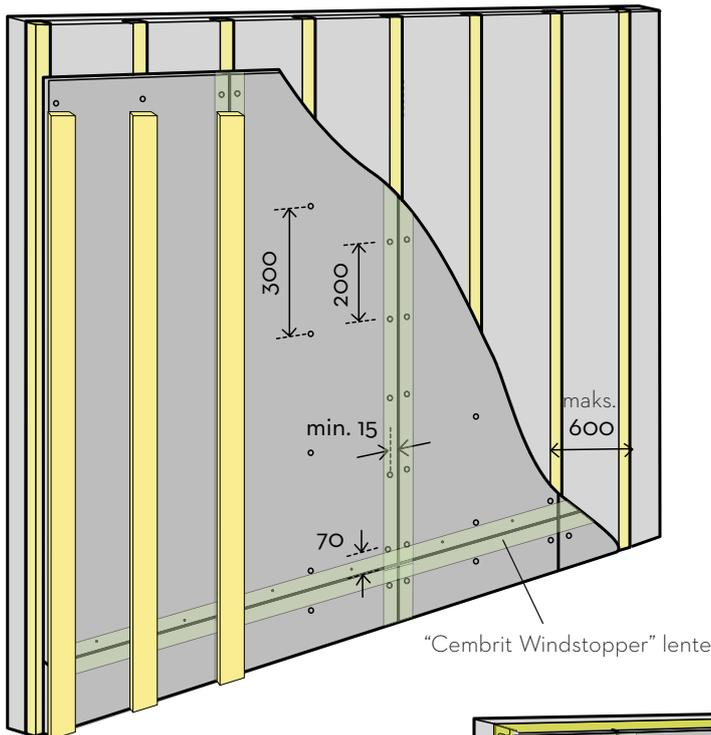 300
200
maks.
600
min. 15
70
“Cembrit Windstopper” lente